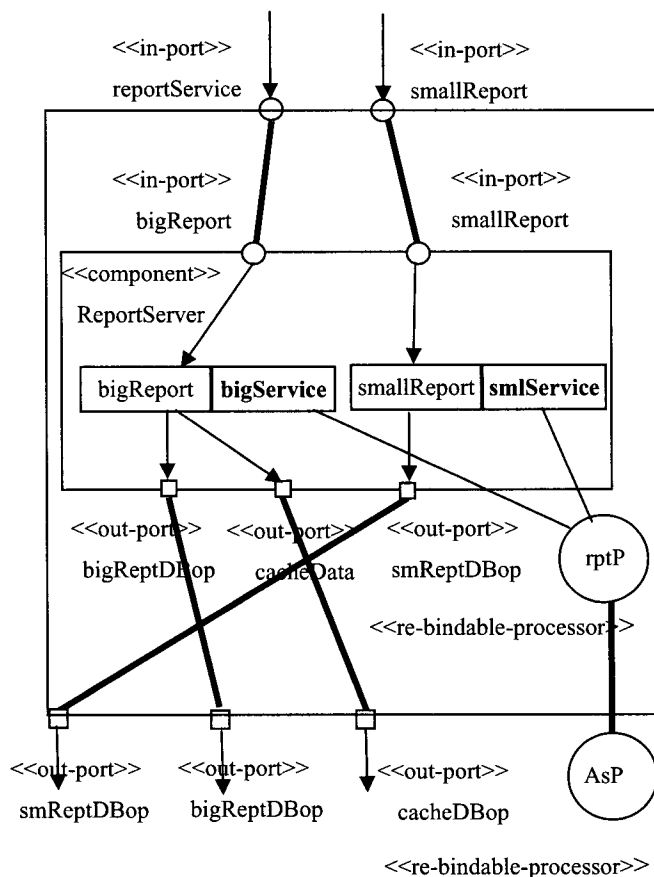 <<in-port>>
reportService
<<in-port>>
smallReport
<<in-port>>
bigReport
<<in-port>>
smallReport
<<component>>
ReportServer
bigReport
bigService
smallReport
smlService
<<out-port>>
bigReptDBop
<<out-port>>
cacheData
<<out-port>>
smReptDBop
rptP
<<re-bindable-processor>>
<<out-port>>
smReptDBop
<<out-port>>
bigReptDBop
<<out-port>>
cacheDBop
AsP
<<re-bindable-processor>>